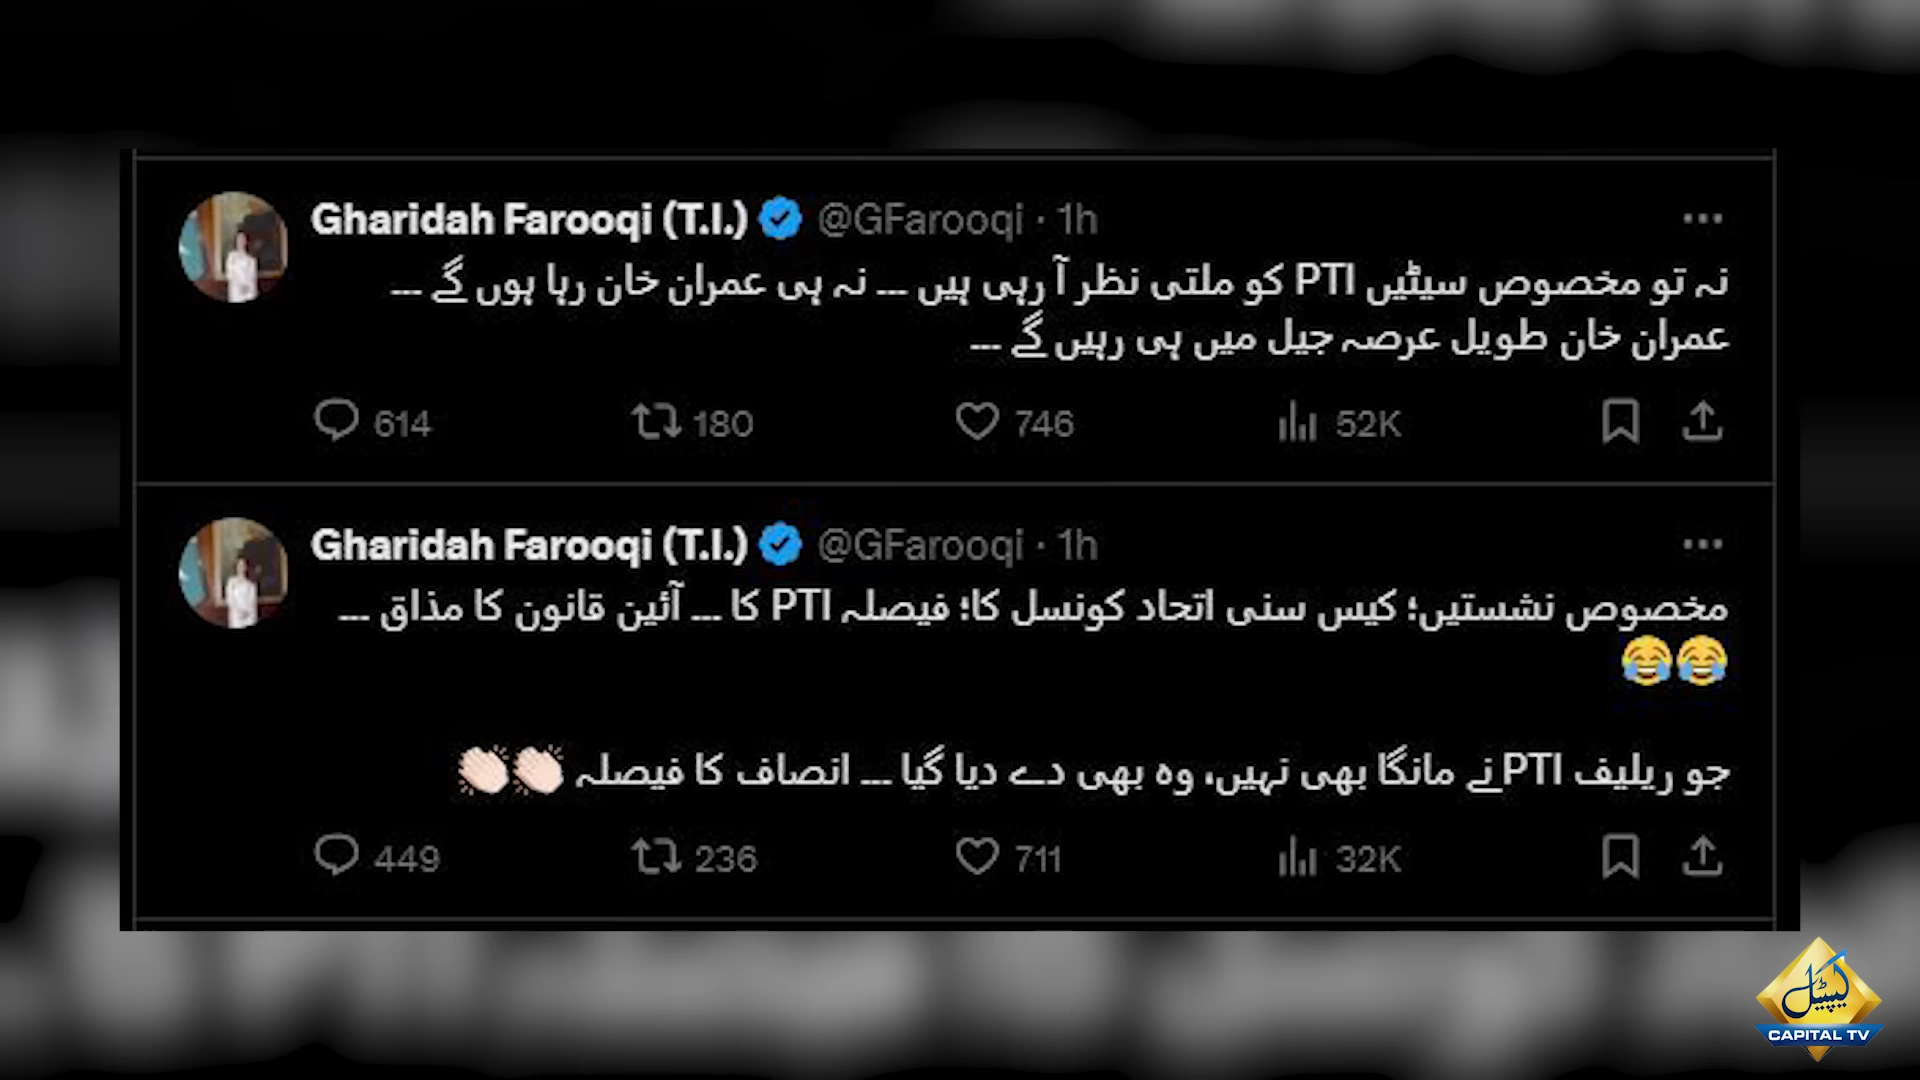 Gharidah Farooqi (T.I.) @GFarooqi · 1h
نہ تو مخصوص سیٹیں PTI کو ملتی نظر آ رہی ہیں ۔۔۔ نہ ہی عمران خان رہا ہوں گے ۔۔۔
عمران خان طویل عرصہ جیل میں ہی رہیں گے ۔۔۔
614 180 746 52K
Gharidah Farooqi (T.I.) @GFarooqi · 1h
مخصوص نشستیں؛ کیس سنی اتحاد کونسل کا؛ فیصلہ PTI کا ۔۔۔ آئین قانون کا مذاق ۔۔۔
😂😂
جو ریلیف PTIنے مانگا بھی نہیں، وہ بھی دے دیا گیا ۔۔۔ انصاف کا فیصلہ 👏🏻👏🏻
449 236 711 32K
کیپیٹل
CAPITAL TV